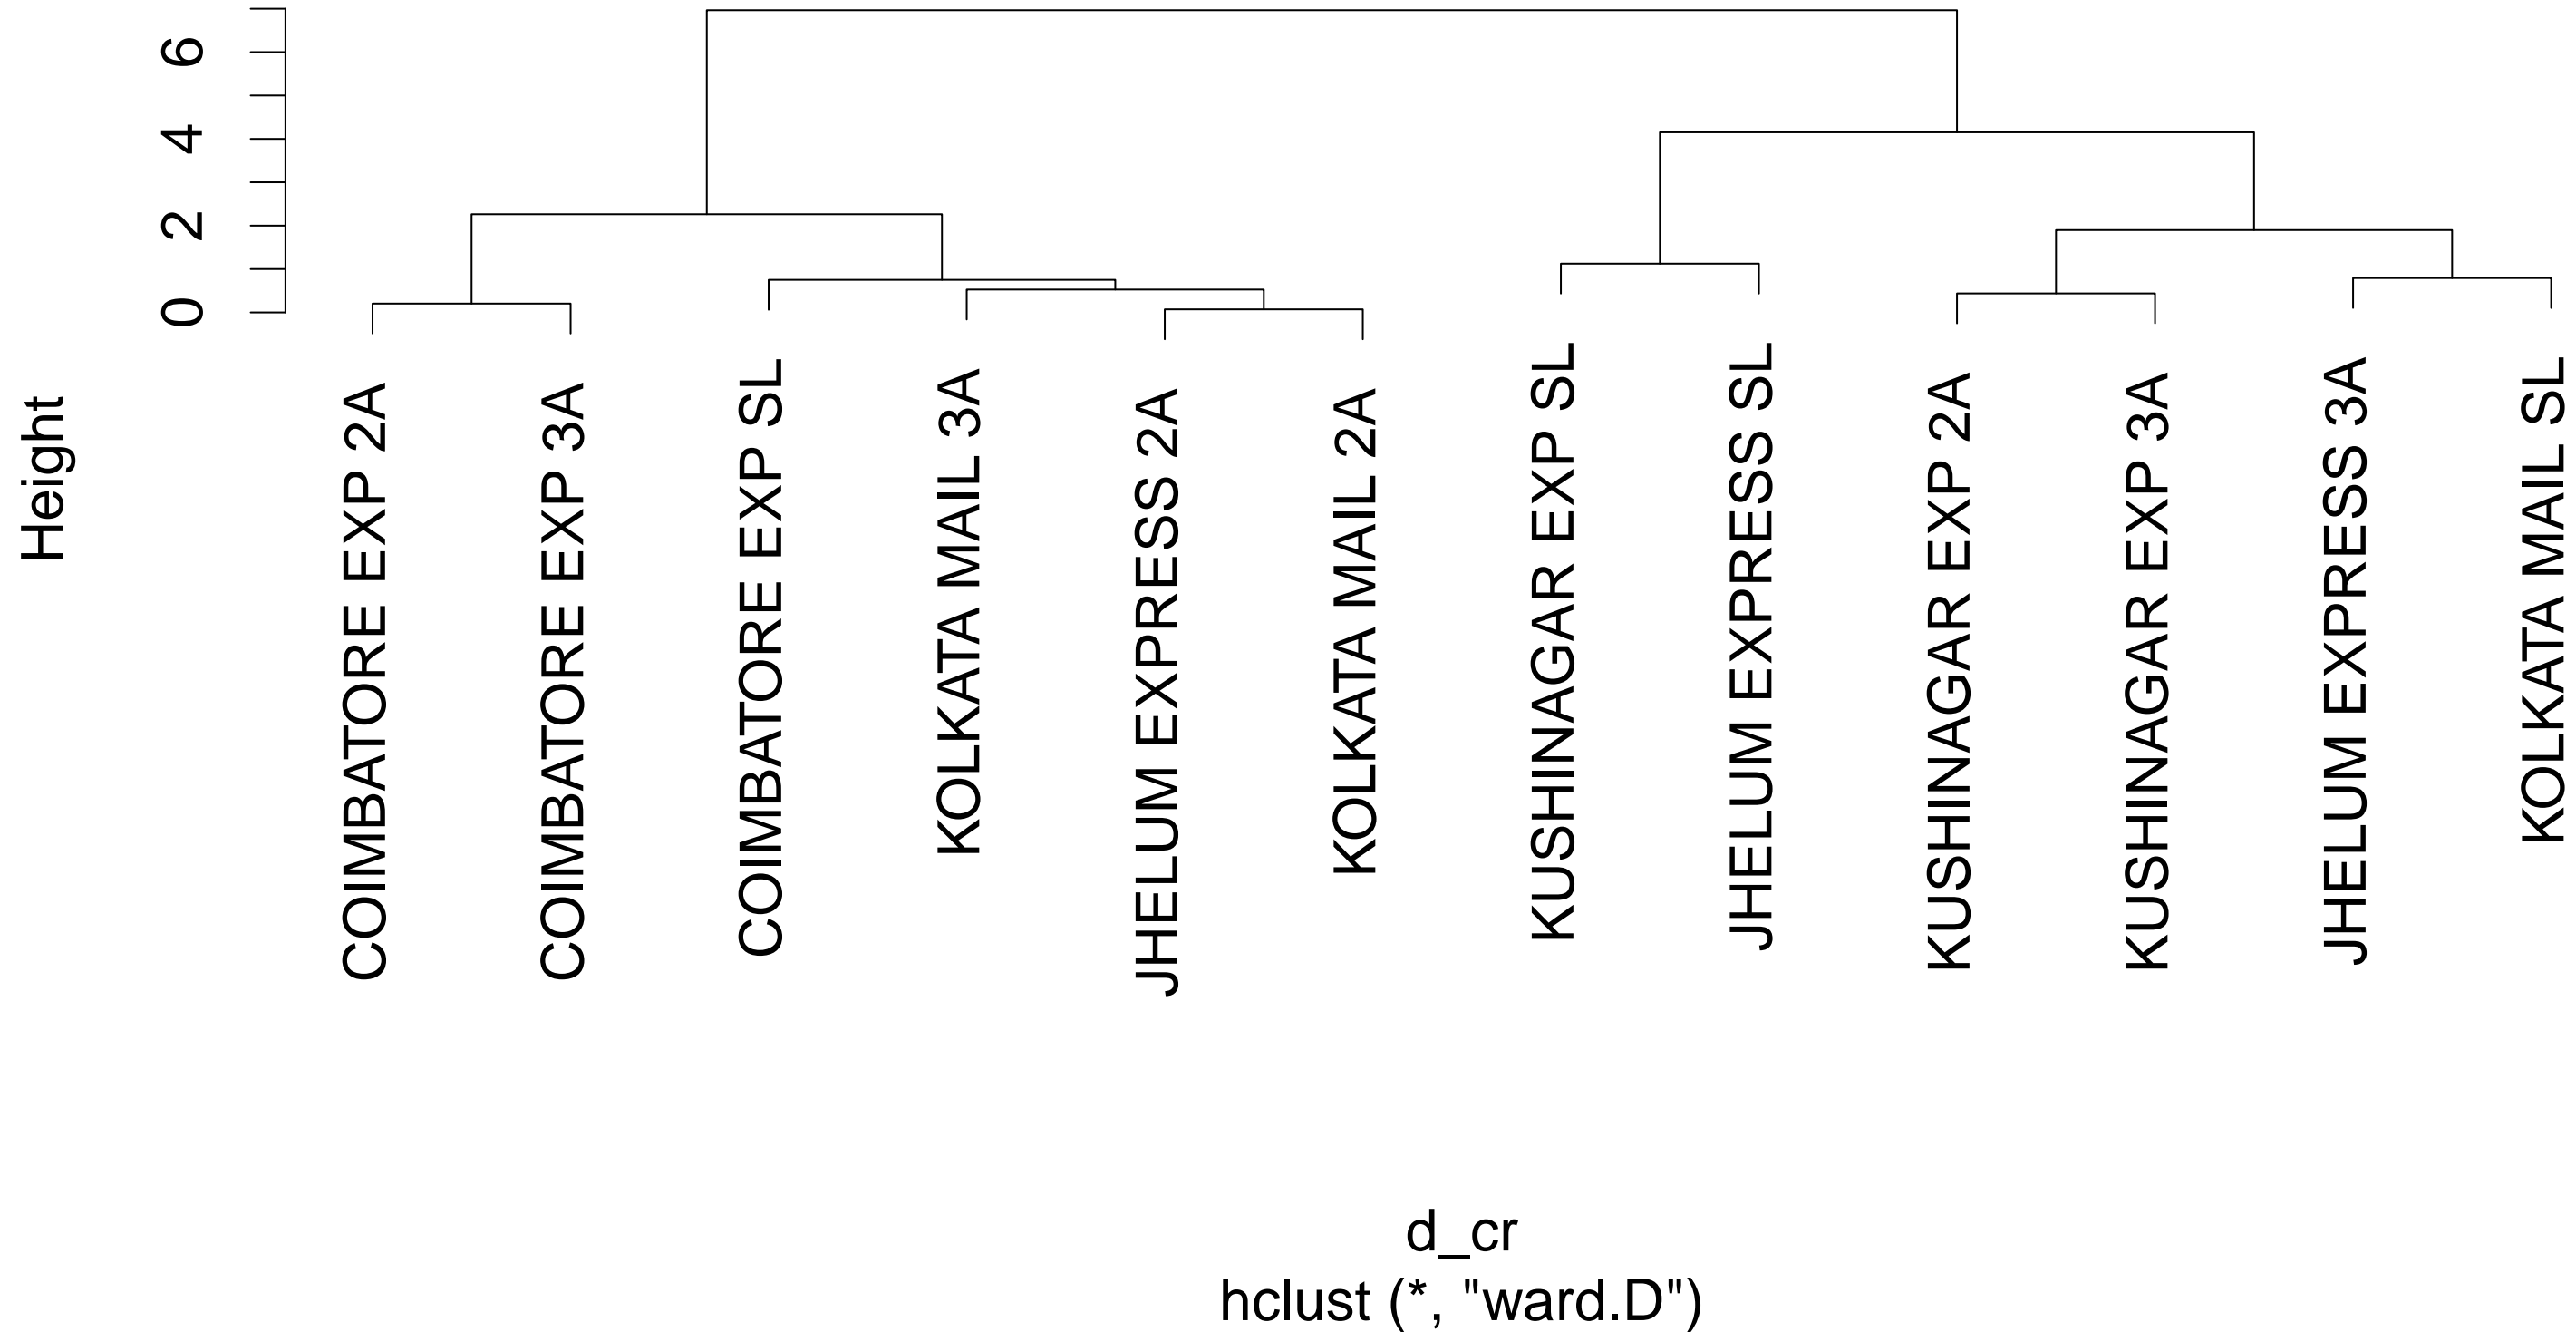 6
4
2
0
Height
COIMBATORE EXP 2A
COIMBATORE EXP 3A
COIMBATORE EXP SL
KOLKATA MAIL 3A
JHELUM EXPRESS 2A
KOLKATA MAIL 2A
KUSHINAGAR EXP SL
JHELUM EXPRESS SL
KUSHINAGAR EXP 2A
KUSHINAGAR EXP 3A
JHELUM EXPRESS 3A
KOLKATA MAIL SL
d_cr
hclust (*, "ward.D")